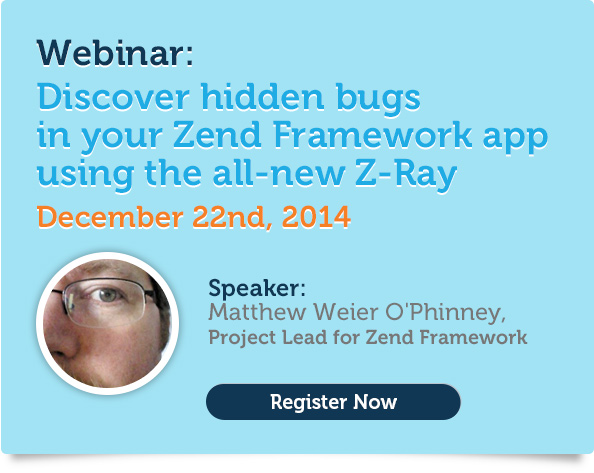 Webinar:
Discover hidden bugs
in your Zend Framework app
using the all-new Z-Ray
December 22nd, 2014
Speaker:
Matthew Weier O'Phinney,
Project Lead for Zend Framework
Register Now